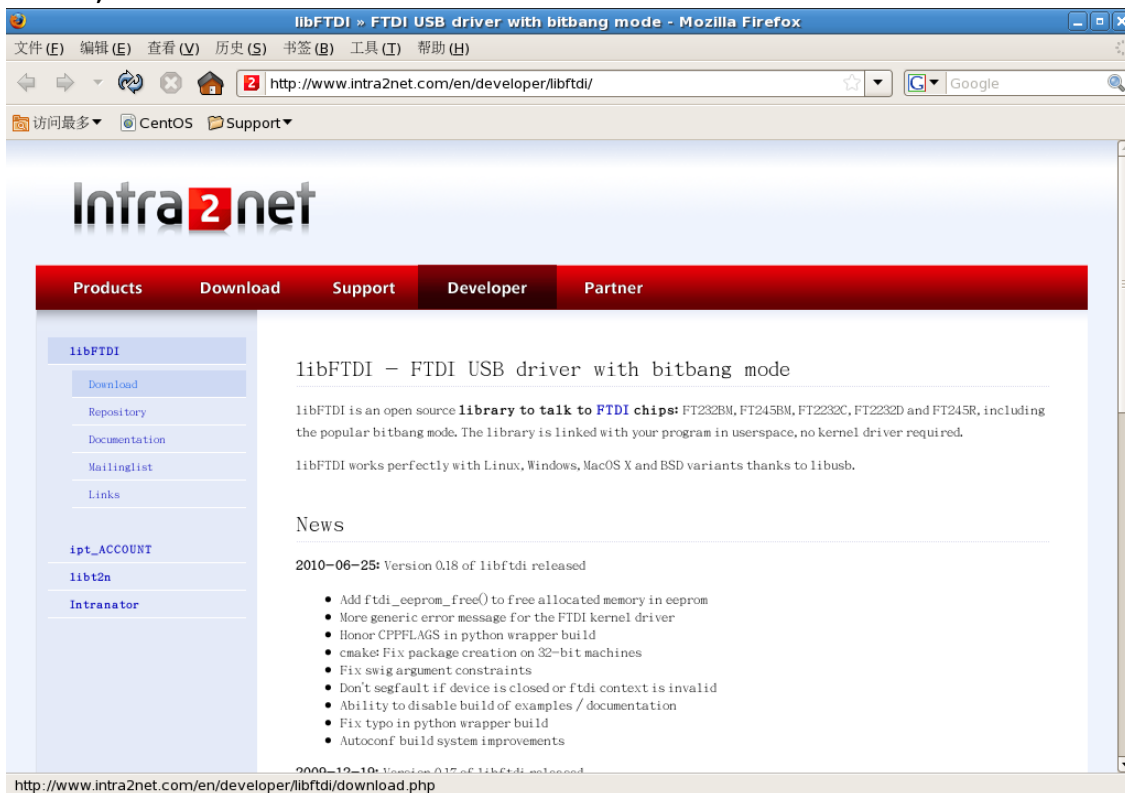 libFTDI » FTDI USB driver with bitbang mode - Mozilla Firefox
文件(F) 编辑(E) 查看(V) 历史(S) 书签(B) 工具(T) 帮助(H)
http://www.intra2net.com/en/developer/libftdi/ Google
访问最多 CentOS Support
Intra2net
Products Download Support Developer Partner
libFTDI
Download
Repository
Documentation
Mailinglist
Links
ipt_ACCOUNT
libt2n
Intranator
libFTDI - FTDI USB driver with bitbang mode
libFTDI is an open source library to talk to FTDI chips: FT232BM, FT245BM, FT2232C, FT2232D and FT245R, including
the popular bitbang mode. The library is linked with your program in userspace, no kernel driver required.
libFTDI works perfectly with Linux, Windows, MacOS X and BSD variants thanks to libusb.
News
2010-06-25: Version 0.18 of libftdi released
Add ftdi_eeprom_free() to free allocated memory in eeprom
More generic error message for the FTDI kernel driver
Honor CPPFLAGS in python wrapper build
cmake: Fix package creation on 32-bit machines
Fix swig argument constraints
Don't segfault if device is closed or ftdi context is invalid
Ability to disable build of examples / documentation
Fix typo in python wrapper build
Autoconf build system improvements
2009-12-19: Version 0.17 of libftdi released
http://www.intra2net.com/en/developer/libftdi/download.php